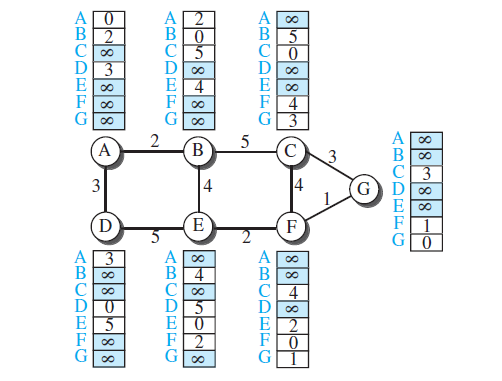 A 0 A 2 A ∞
B 2 B 0 B 5
C ∞ C 5 C 0
D 3 D ∞ D ∞
E ∞ E 4 E ∞
F ∞ F ∞ F 4
G ∞ G ∞ G 3
A 2 B 5 C
3 4 4 3 1 G
D 5 E 2 F
A ∞
B ∞
C 3
D ∞
E ∞
F 1
G 0
A 3 A ∞ A ∞
B ∞ B 4 B ∞
C ∞ C ∞ C 4
D 0 D 5 D ∞
E 5 E 0 E 2
F ∞ F 2 F 0
G ∞ G ∞ G 1